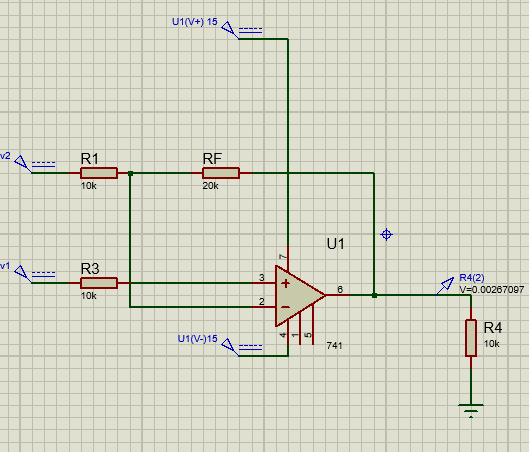 U1(V+) 15
v2
R1
10k
RF
20k
7
U1
v1
R3
10k
3
2
6
R4(2)
V=0.00267097
U1(V-)15
4
1
5
741
R4
10k